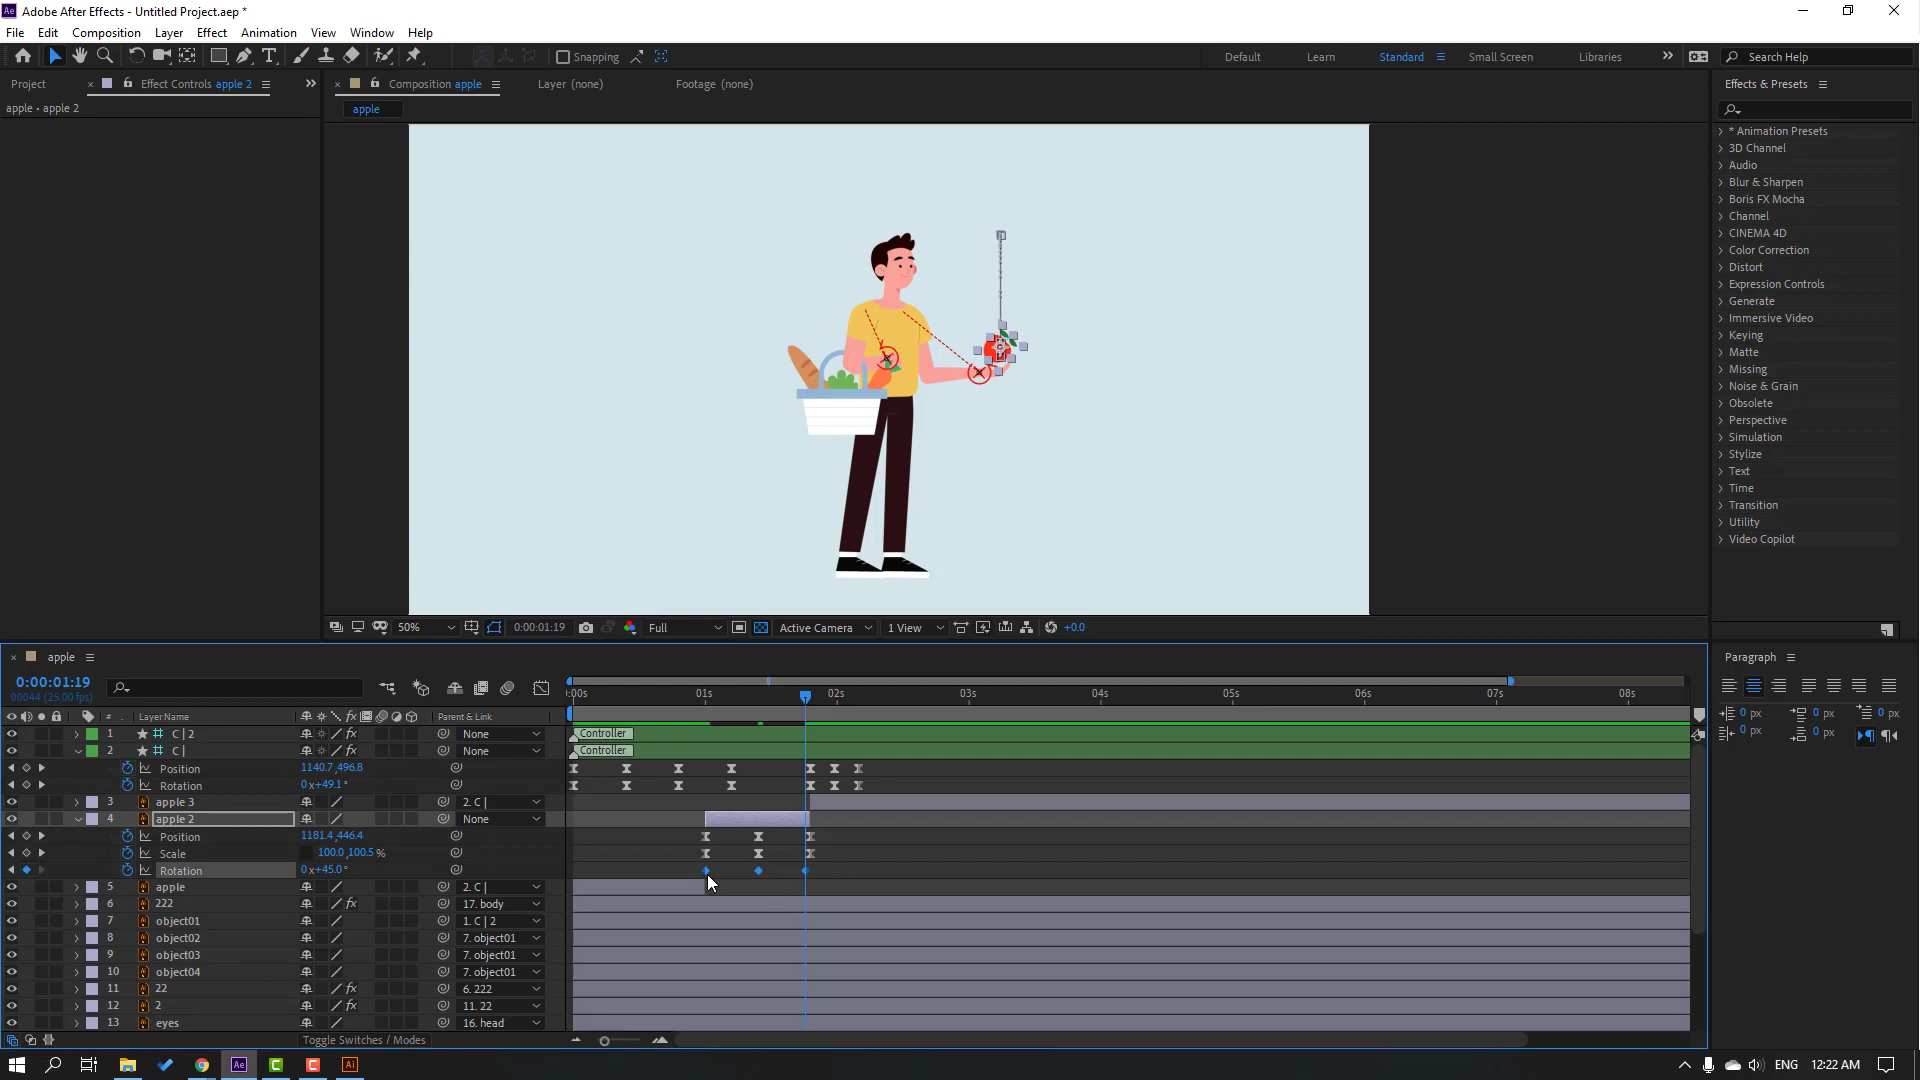 Adobe After Effects - Untitled Project.aep *
File Edit Composition Layer Effect Animation View Window Help
Snapping Default Learn Standard Small Screen Libraries Search Help
Project Effect Controls apple 2 Composition apple Layer (none) Footage (none) Effects & Presets
apple • apple 2
apple
* Animation Presets
3D Channel
Audio
Blur & Sharpen
Boris FX Mocha
Channel
CINEMA 4D
Color Correction
Distort
Expression Controls
Generate
Immersive Video
Keying
Matte
Missing
Noise & Grain
Obsolete
Perspective
Simulation
Stylize
Text
Time
Transition
Utility
Video Copilot
50% 0:00:01:19 Full Active Camera 1 View +0.0
apple
Paragraph
0:00:01:19
00044 (25.00 fps)
:00s 01s 02s 03s 04s 05s 06s 07s 08s
# Layer Name Parent & Link
0 px 0 px 0 px
0 px 0 px
1 C | 2 None Controller
2 C | None Controller
Position 1140.7,496.8
Rotation 0x+49.1°
3 apple 3 2. C |
4 apple 2 None
Position 1181.4,446.4
Scale 100.0,100.5%
Rotation 0x+45.0°
5 apple 2. C |
6 222 17. body
7 object01 1. C | 2
8 object02 7. object01
9 object03 7. object01
10 object04 7. object01
11 22 6. 222
12 2 11. 22
13 eyes 16. head
Toggle Switches / Modes
ENG 12:22 AM